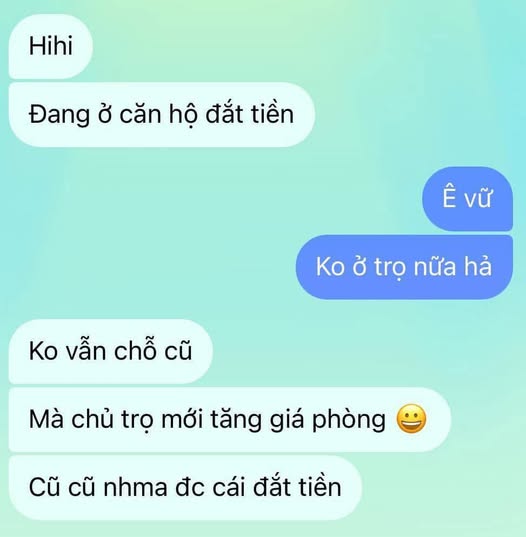 Hihi
Đang ở căn hộ đắt tiền
Ê vữ
Ko ở trọ nữa hả
Ko vẫn chỗ cũ
Mà chủ trọ mới tăng giá phòng 😀
Cũ cũ nhma đc cái đắt tiền